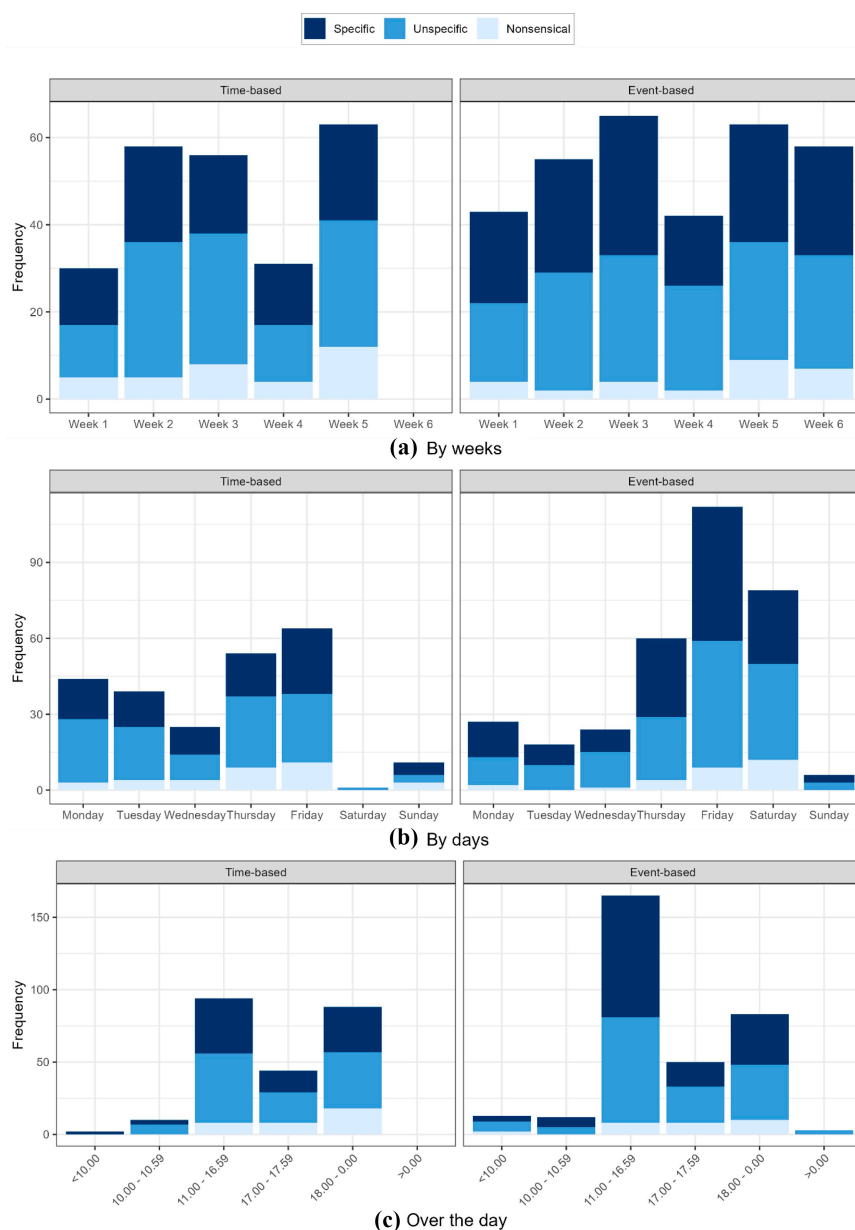 Specific Unspecific Nonsensical
Time-based Event-based
Frequency
60
40
20
0
Week 1 Week 2 Week 3 Week 4 Week 5 Week 6 Week 1 Week 2 Week 3 Week 4 Week 5 Week 6
(a) By weeks
Time-based Event-based
Frequency
90
60
30
0
Monday Tuesday Wednesday Thursday Friday Saturday Sunday Monday Tuesday Wednesday Thursday Friday Saturday Sunday
(b) By days
Time-based Event-based
Frequency
150
100
50
0
<10.00 10.00 - 10.59 11.00 - 16.59 17.00 - 17.59 18.00 - 0.00 >0.00 <10.00 10.00 - 10.59 11.00 - 16.59 17.00 - 17.59 18.00 - 0.00 >0.00
(c) Over the day